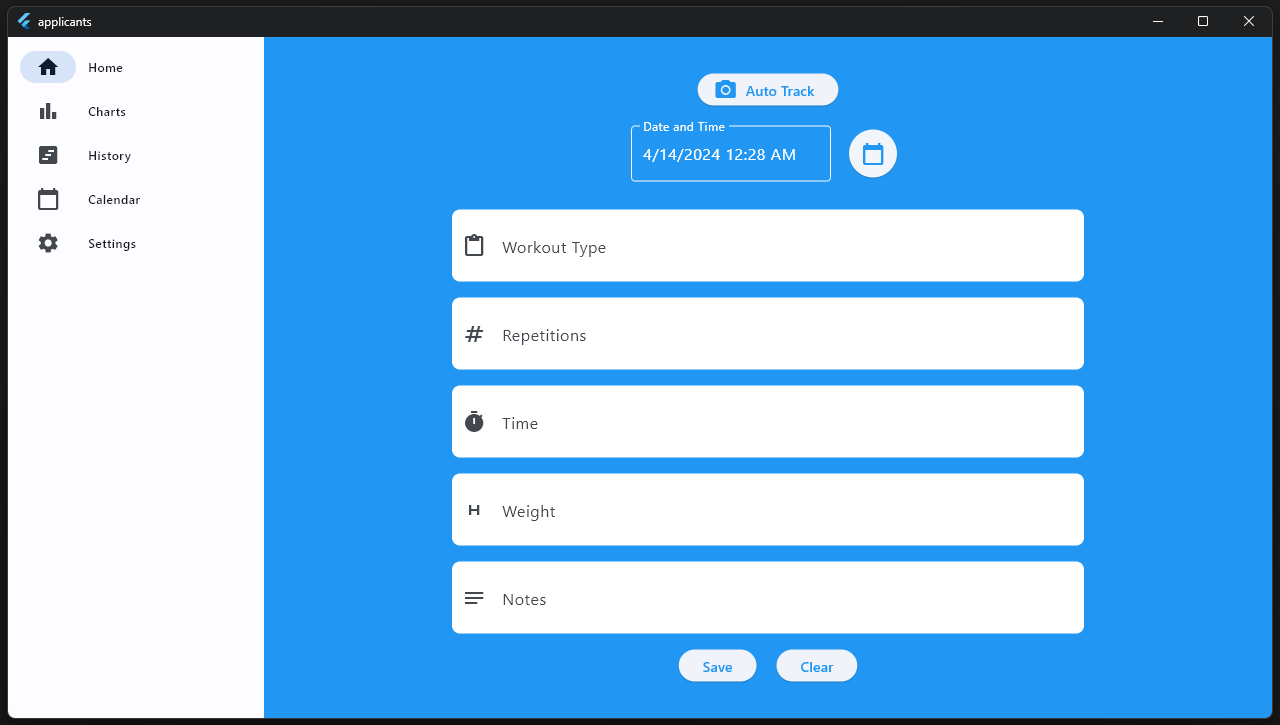 applicants
Home
Charts
History
Calendar
Settings
Auto Track
Date and Time
4/14/2024 12:28 AM
Workout Type
Repetitions
Time
Weight
Notes
Save
Clear